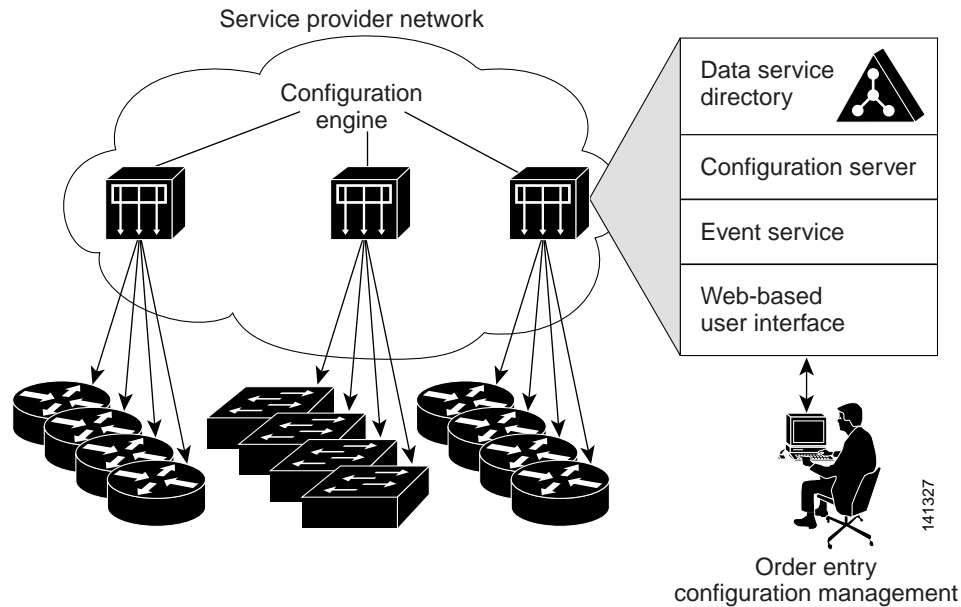 Service provider network
Configuration
engine
Data service
directory
Configuration server
Event service
Web-based
user interface
141327
Order entry
configuration management